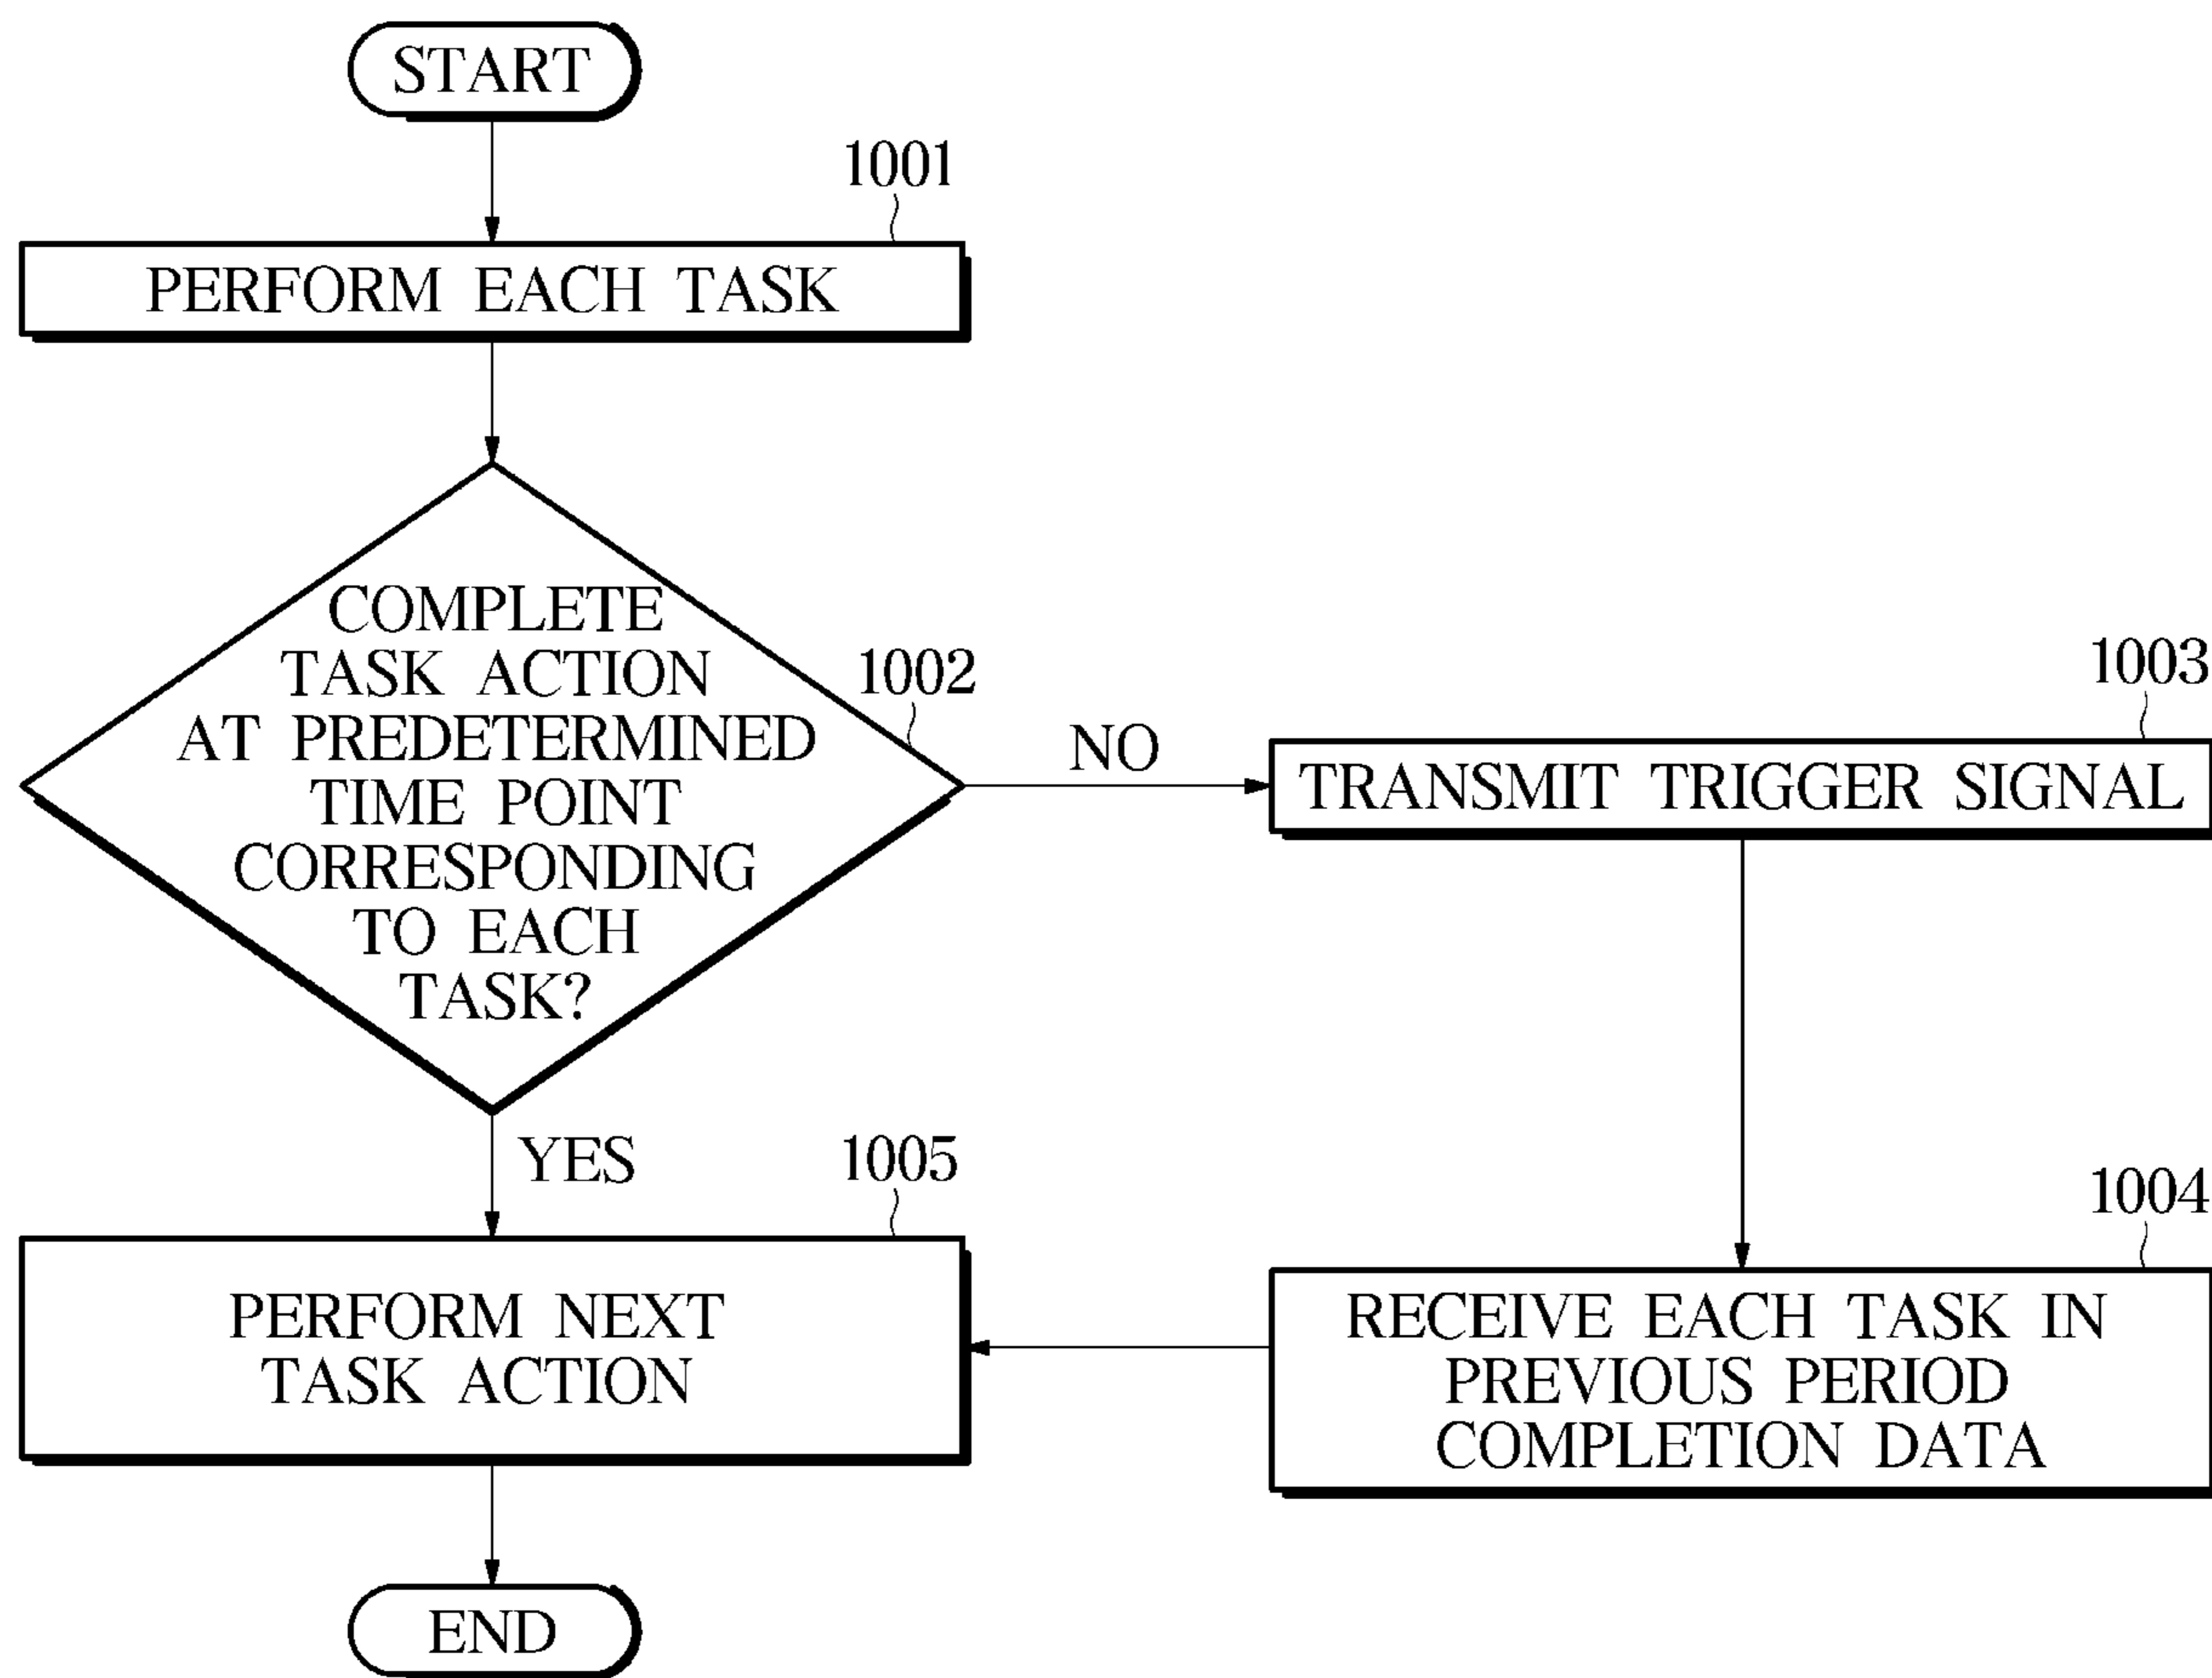 START
1001
PERFORM EACH TASK
COMPLETE
TASK ACTION
AT PREDETERMINED
TIME POINT
CORRESPONDING
TO EACH
TASK?
1002
NO
1003
TRANSMIT TRIGGER SIGNAL
YES
1005
PERFORM NEXT
TASK ACTION
1004
RECEIVE EACH TASK IN
PREVIOUS PERIOD
COMPLETION DATA
END